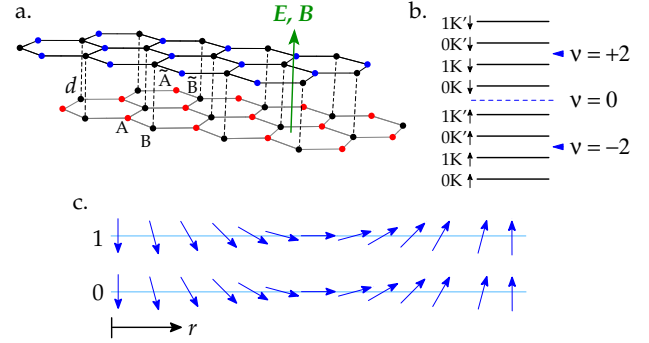 a.
E, B
d
Ã
B̃
A
B
b.
1K'↓
0K'↓
ν = +2
1K ↓
0K ↓
ν = 0
1K'↑
0K'↑
ν = −2
1K ↑
0K ↑
c.
1
0
r